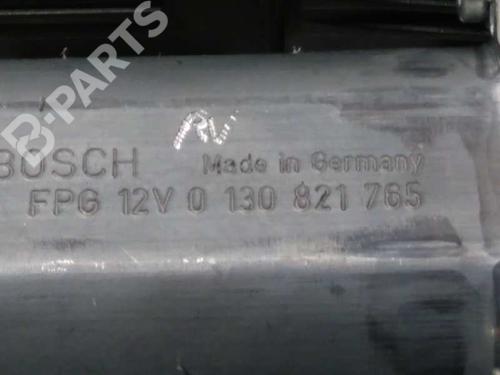 B-PARTS
BOSCH Made in Germany
FPG 12V 0 130 821 765